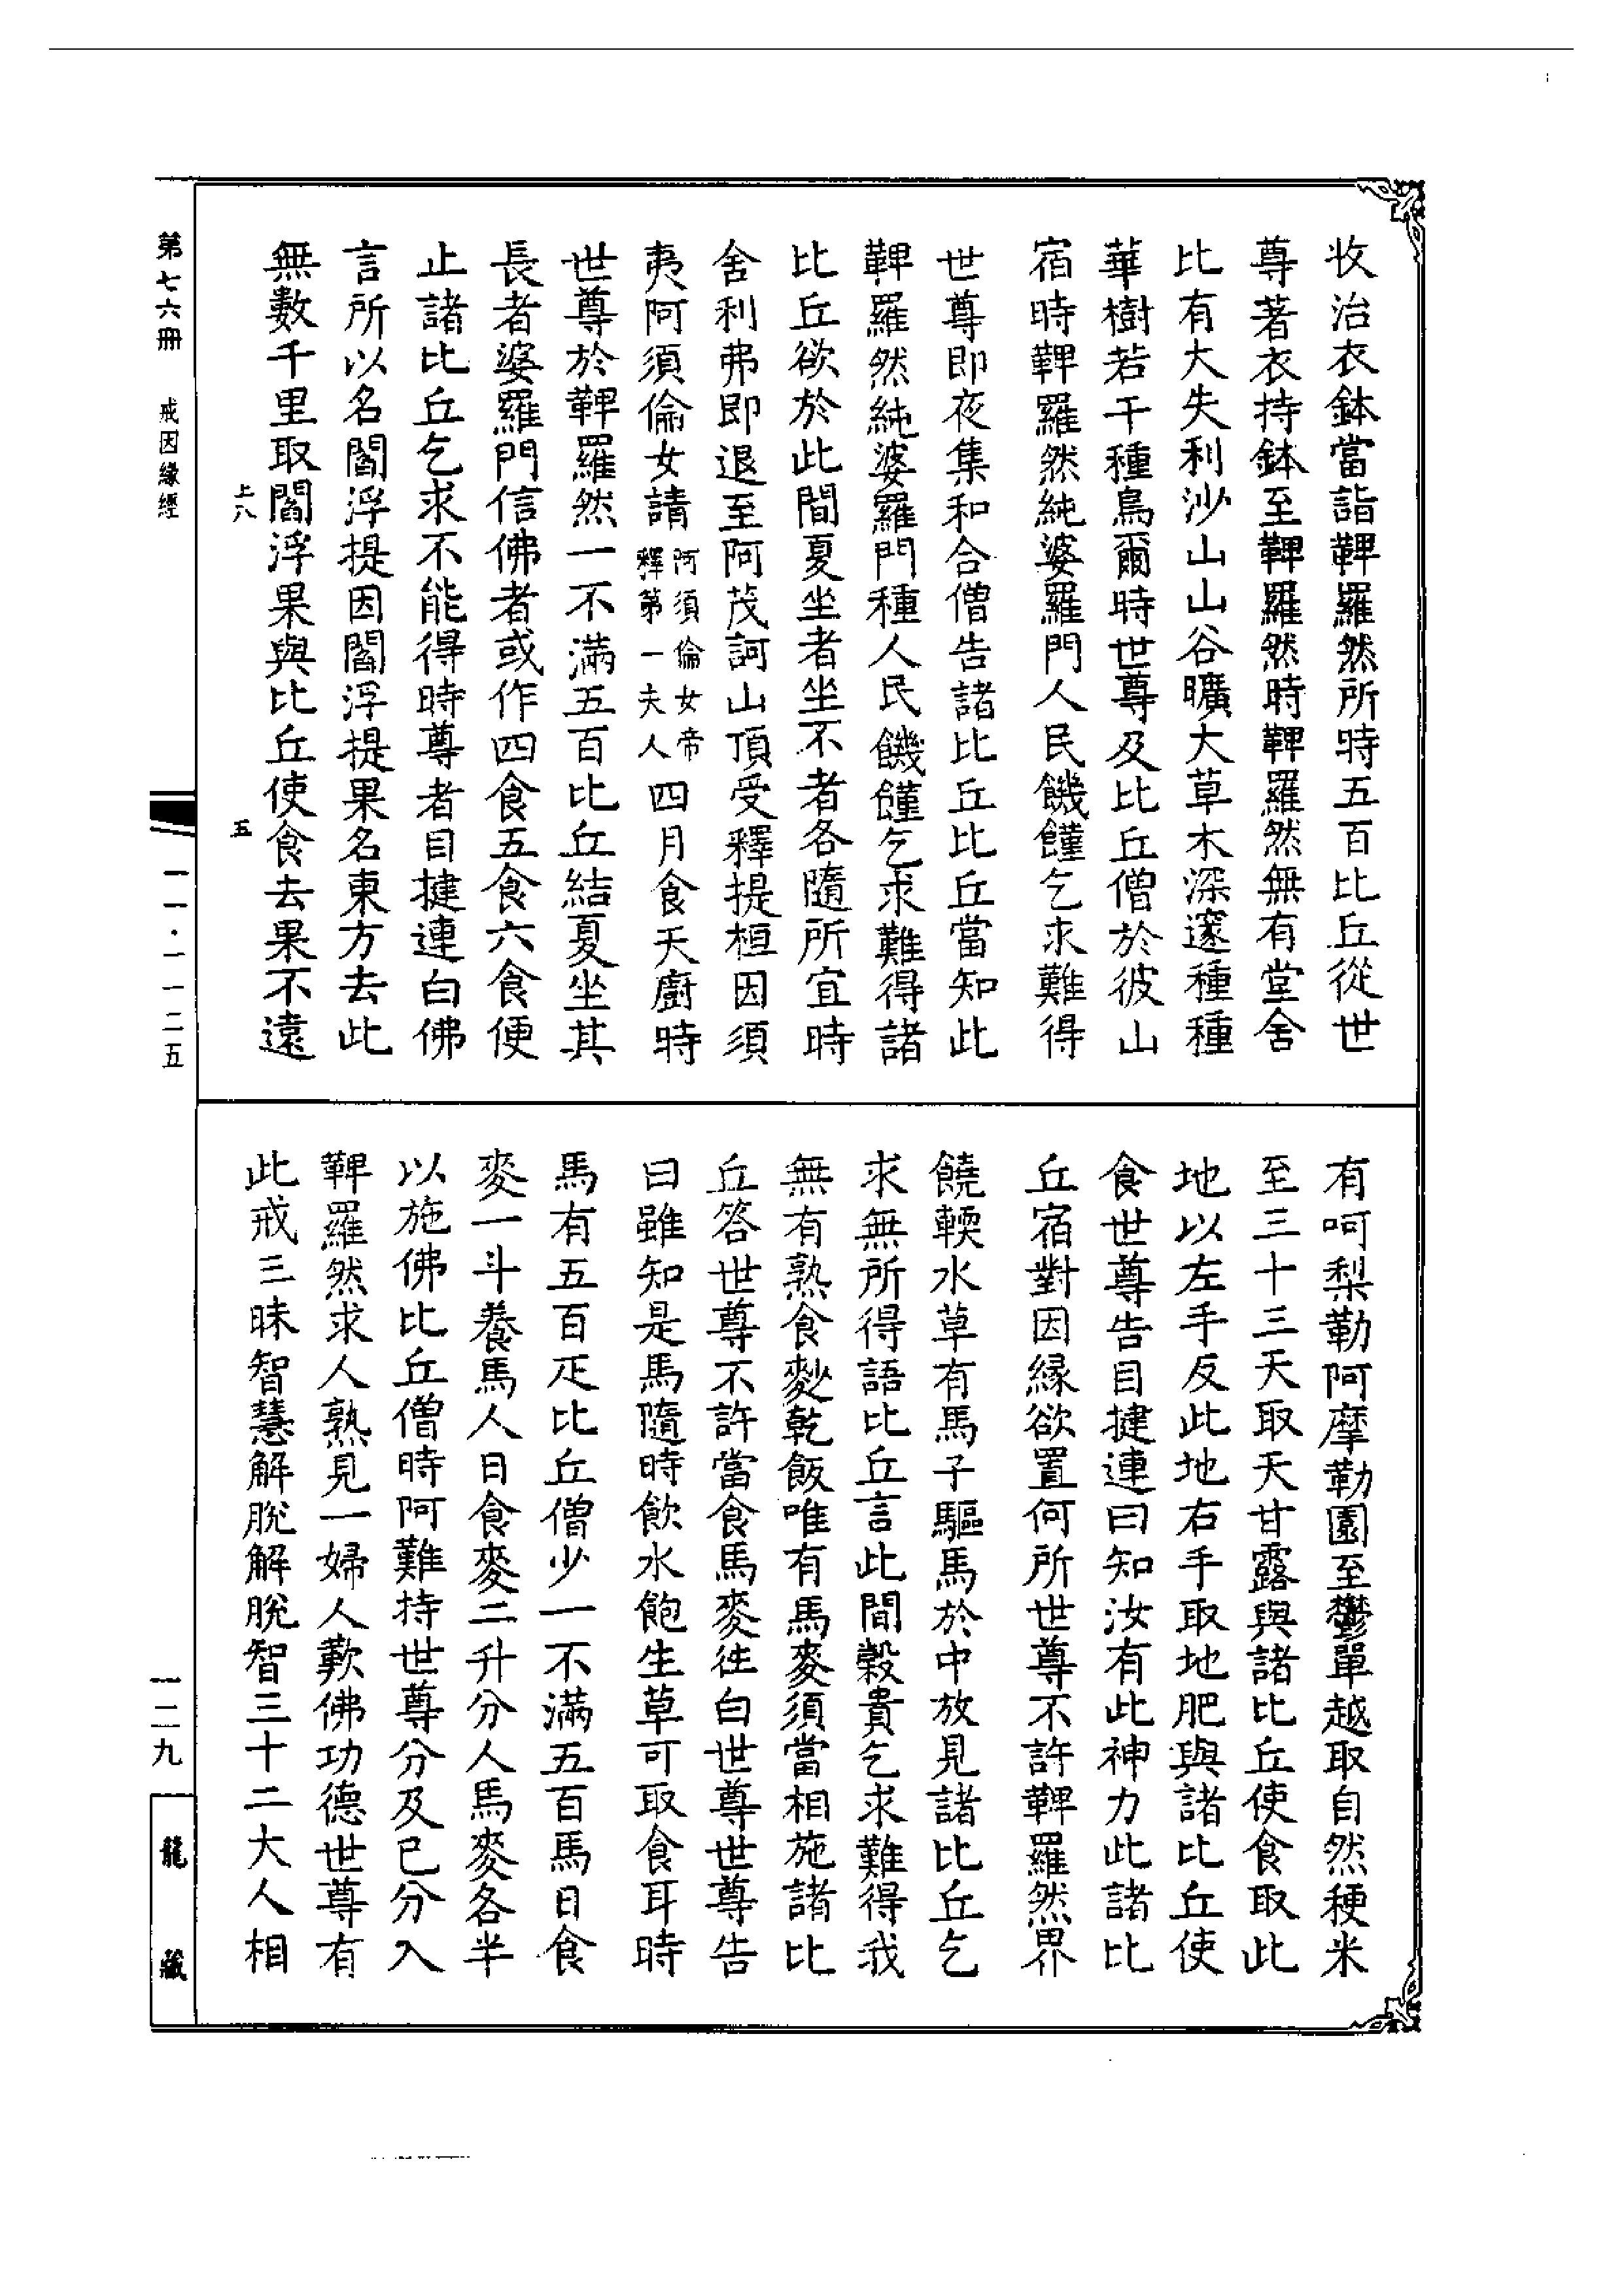 收治衣鉢當詣鞞羅然所時五百比丘從世
尊著衣持鉢至鞞羅然時鞞羅然無有堂舍
比有大失利沙山山谷曠大草木深邃種種
華樹若干種鳥爾時世尊及比丘僧於彼山
宿時鞞羅然純婆羅門人民饑饉乞求難得
世尊即夜集和合僧告諸比丘比丘當知此
鞞羅然純婆羅門種人民饑饉乞求難得諸
比丘欲於此間夏坐者坐不者各隨所宜時
舍利弗即退至阿茂訶山頂受釋提桓因須
夷阿須倫女請阿須倫女帝釋第一夫人四月食天廚時
世尊於鞞羅然一不滿五百比丘結夏坐其
長者婆羅門信佛者或作四食五食六食便
止諸比丘乞求不能得時尊者目揵連白佛
言所以名閻浮提因閻浮提果名東方去此
無數千里取閻浮果與比丘使食去果不遠
有呵梨勒阿摩勒園至鬱單越取自然粳米
至三十三天取天甘露與諸比丘使食取此
地以左手反此地右手取地肥與諸比丘使
食世尊告目揵連曰知汝有此神力此諸比
丘宿對因緣欲置何所世尊不許鞞羅然界
饒輭水草有馬子驅馬於中放見諸比丘乞
求無所得語比丘言此間穀貴乞求難得我
無有熟食麨乾飯唯有馬麥須當相施諸比
丘答世尊不許當食馬麥往白世尊世尊告
曰雖知是馬隨時飲水飽生草可取食耳時
馬有五百疋比丘僧少一不滿五百馬日食
麥一斗養馬人日食麥二升分人馬麥各半
以施佛比丘僧時阿難持世尊分及己分入
鞞羅然求人熟見一婦人歎佛功德世尊有
此戒三昧智慧解脫解脫智三十二大人相
上八
五
第七六冊 戒因緣經
一一·一一二五
一二九
龍藏